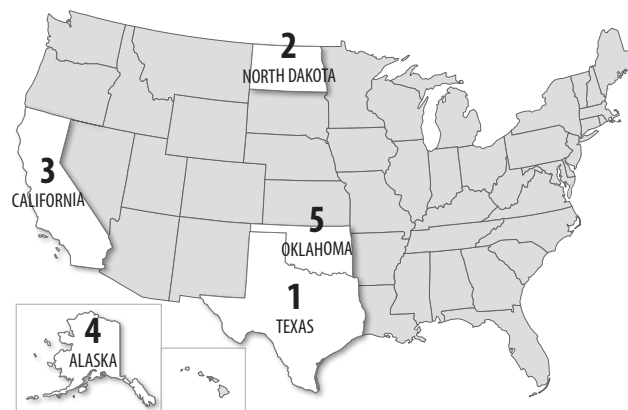 2
NORTH DAKOTA
3
CALIFORNIA
5
OKLAHOMA
1
TEXAS
4
ALASKA